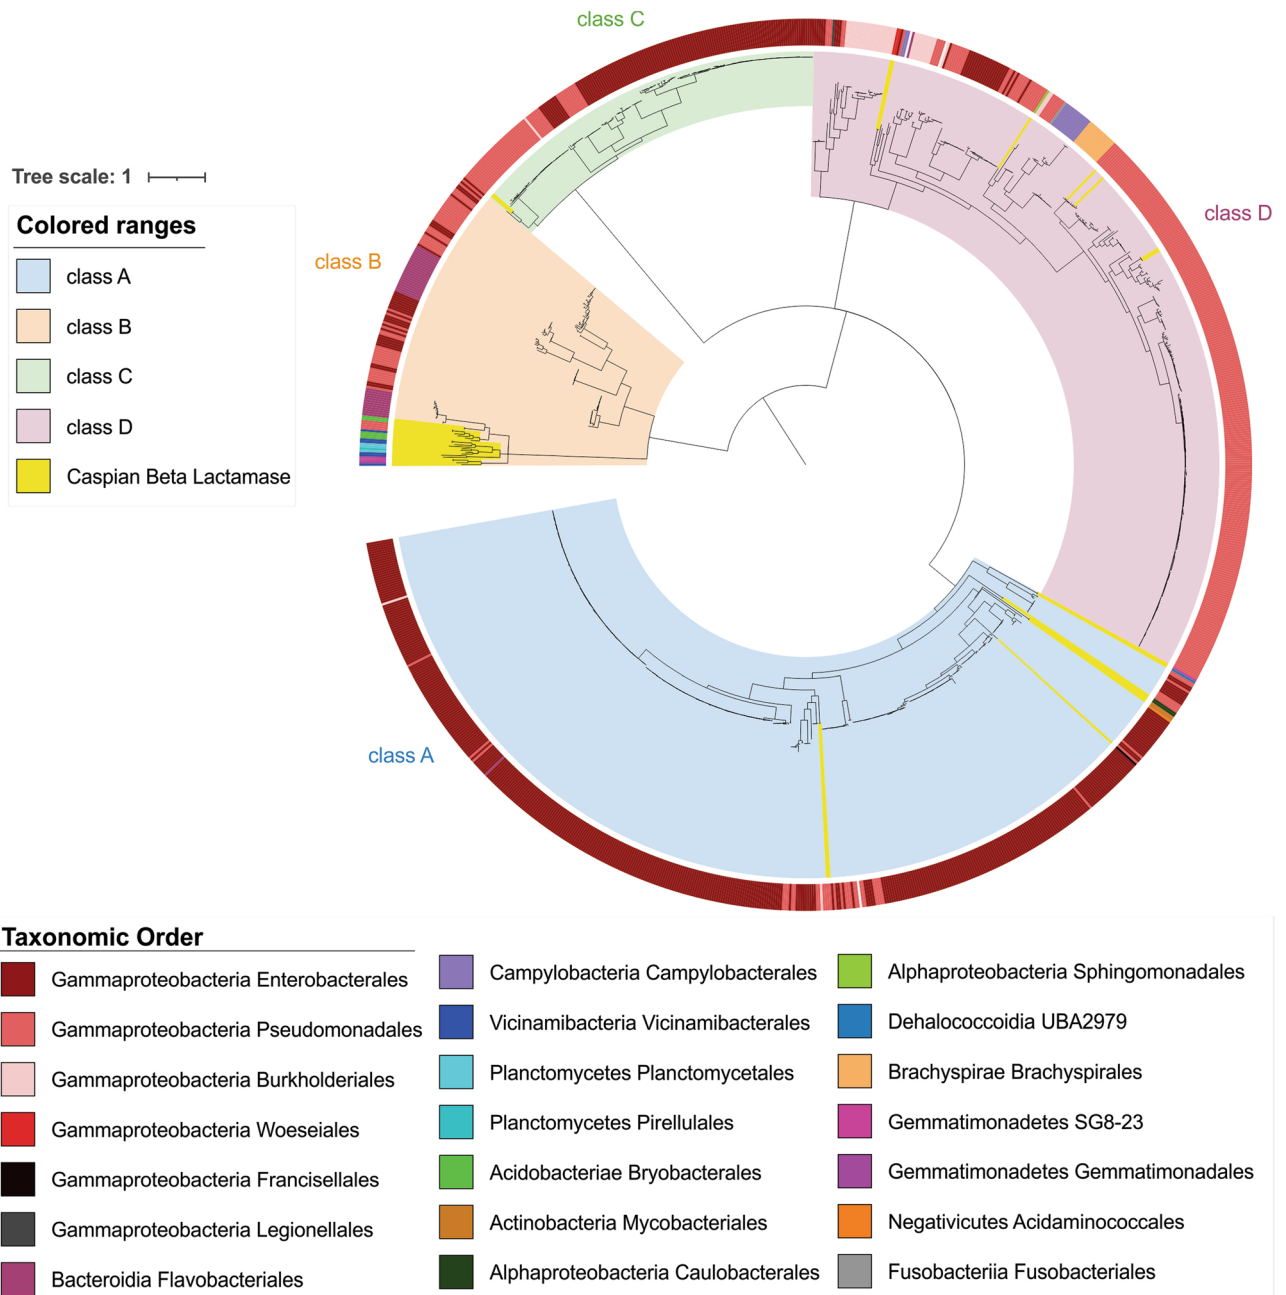 class C
Tree scale: 1
Colored ranges
class A
class B
class C
class D
Caspian Beta Lactamase
class B
class D
class A
Taxonomic Order
Gammaproteobacteria Enterobacterales
Gammaproteobacteria Pseudomonadales
Gammaproteobacteria Burkholderiales
Gammaproteobacteria Woeseiales
Gammaproteobacteria Francisellales
Gammaproteobacteria Legionellales
Bacteroidia Flavobacteriales
Campylobacteria Campylobacterales
Vicinamibacteria Vicinamibacterales
Planctomycetes Planctomycetales
Planctomycetes Pirellulales
Acidobacteriae Bryobacterales
Actinobacteria Mycobacteriales
Alphaproteobacteria Caulobacterales
Alphaproteobacteria Sphingomonadales
Dehalococcoidia UBA2979
Brachyspirae Brachyspirales
Gemmatimonadetes SG8-23
Gemmatimonadetes Gemmatimonadales
Negativicutes Acidaminococcales
Fusobacteriia Fusobacteriales